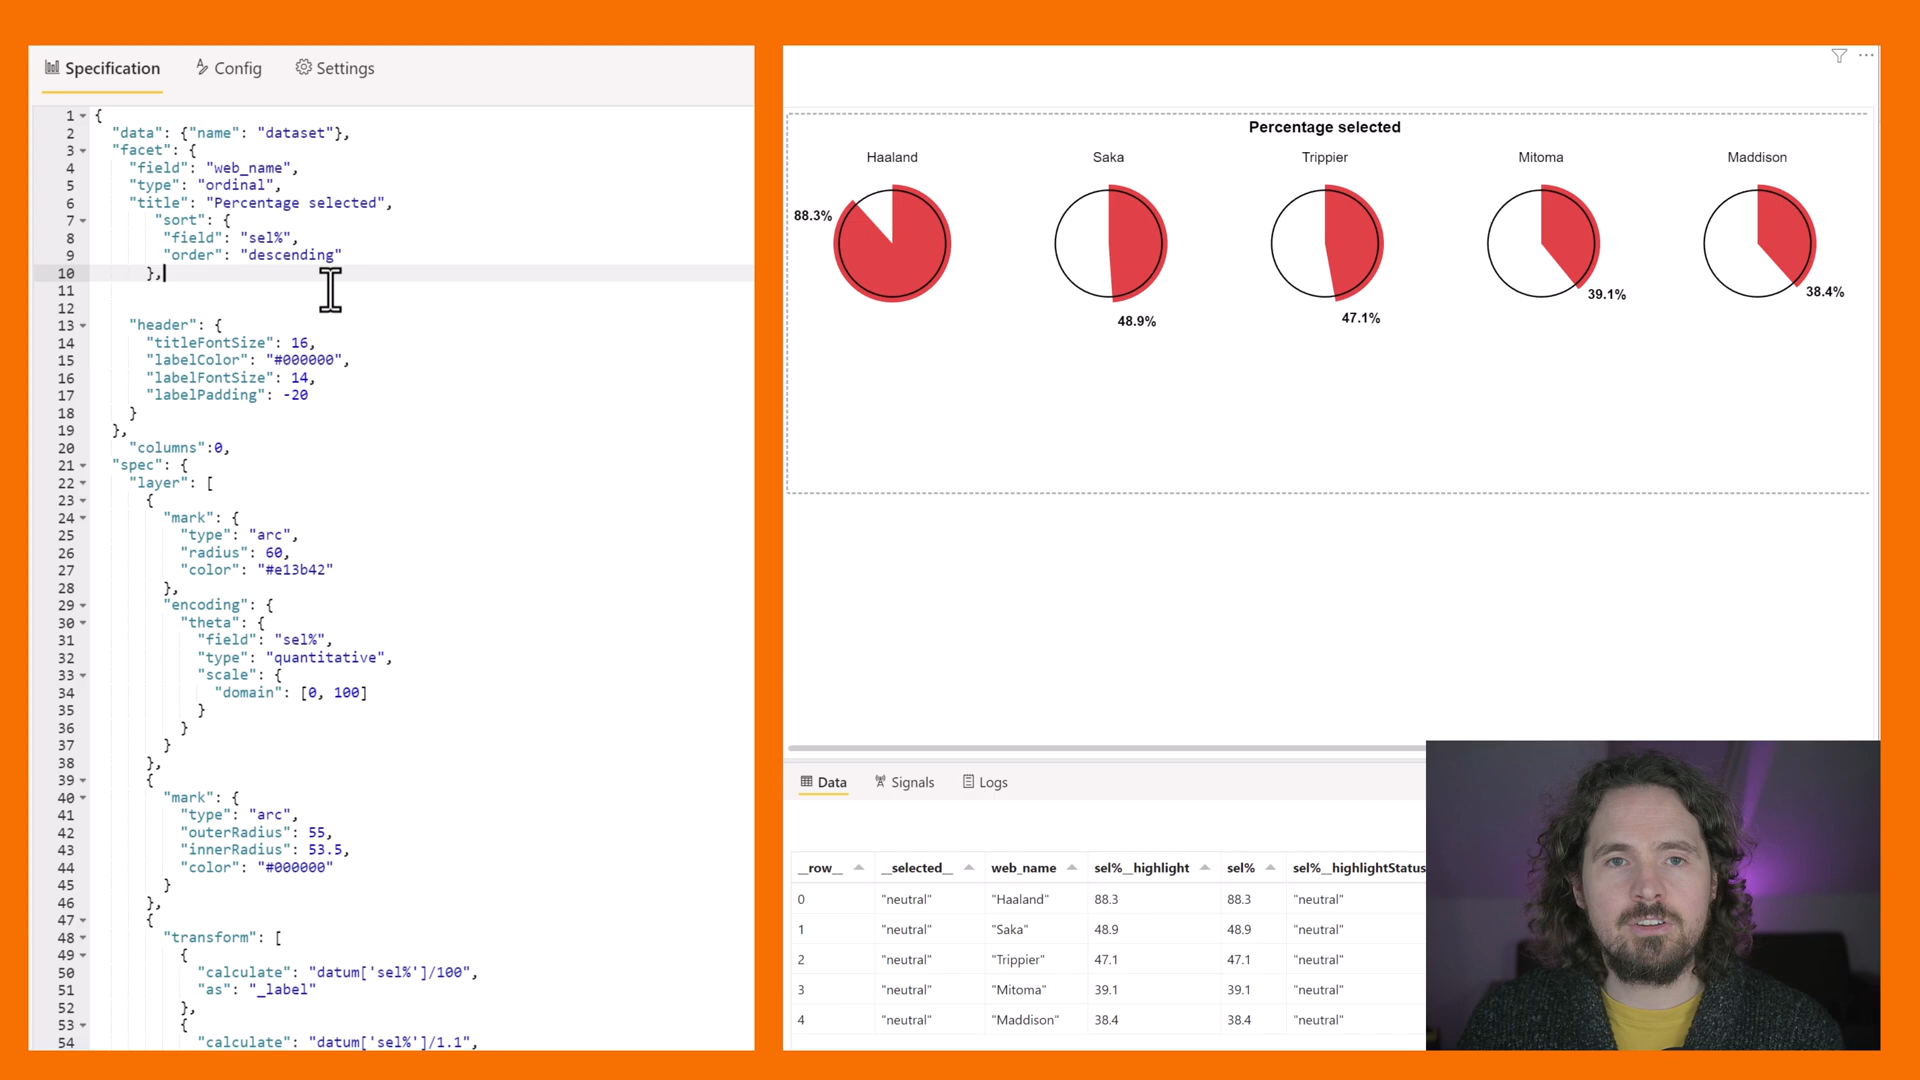 Specification Config Settings
1 {
2 "data": {"name": "dataset"},
3 "facet": {
4 "field": "web_name",
5 "type": "ordinal",
6 "title": "Percentage selected",
7 "sort": {
8 "field": "sel%",
9 "order": "descending"
10 },
11
12
13 "header": {
14 "titleFontSize": 16,
15 "labelColor": "#000000",
16 "labelFontSize": 14,
17 "labelPadding": -20
18 }
19 },
20 "columns":0,
21 "spec": {
22 "layer": [
23 {
24 "mark": {
25 "type": "arc",
26 "radius": 60,
27 "color": "#e13b42"
28 },
29 "encoding": {
30 "theta": {
31 "field": "sel%",
32 "type": "quantitative",
33 "scale": {
34 "domain": [0, 100]
35 }
36 }
37 }
38 },
39 {
40 "mark": {
41 "type": "arc",
42 "outerRadius": 55,
43 "innerRadius": 53.5,
44 "color": "#000000"
45 }
46 },
47 {
48 "transform": [
49 {
50 "calculate": "datum['sel%']/100",
51 "as": "_label"
52 },
53 {
54 "calculate": "datum['sel%']/1.1",
Percentage selected
Haaland Saka Trippier Mitoma Maddison
88.3%
48.9%
47.1%
39.1%
38.4%
Data Signals Logs
__row__ __selected__ web_name sel%__highlight sel% sel%__highlightStatus
0 "neutral" "Haaland" 88.3 88.3 "neutral"
1 "neutral" "Saka" 48.9 48.9 "neutral"
2 "neutral" "Trippier" 47.1 47.1 "neutral"
3 "neutral" "Mitoma" 39.1 39.1 "neutral"
4 "neutral" "Maddison" 38.4 38.4 "neutral"